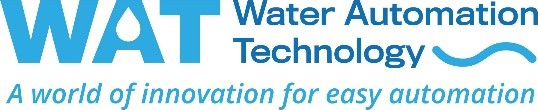 WAT Water Automation
Technology
A world of innovation for easy automation